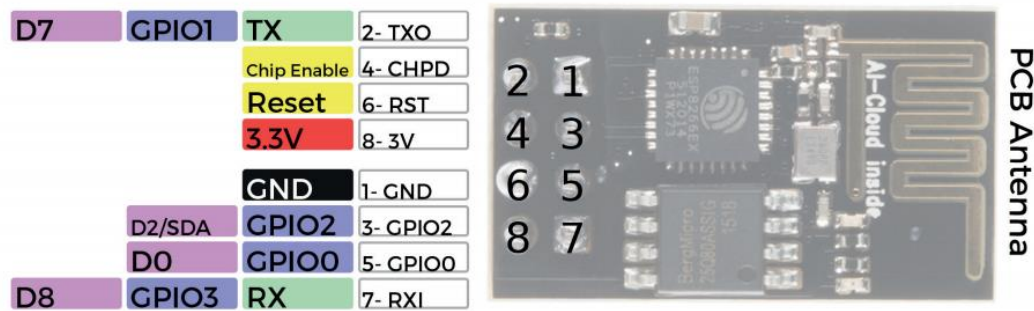 D7 GPIO1 TX 2- TXO
Chip Enable 4- CHPD
Reset 6- RST
3.3V 8- 3V
GND 1- GND
D2/SDA GPIO2 3- GPIO2
D0 GPIO0 5- GPIO0
D8 GPIO3 RX 7- RXI
2 1
4 3
6 5
8 7
ESP8266EX
AI-Cloud inside
BergMicro
1518
PCB Antenna